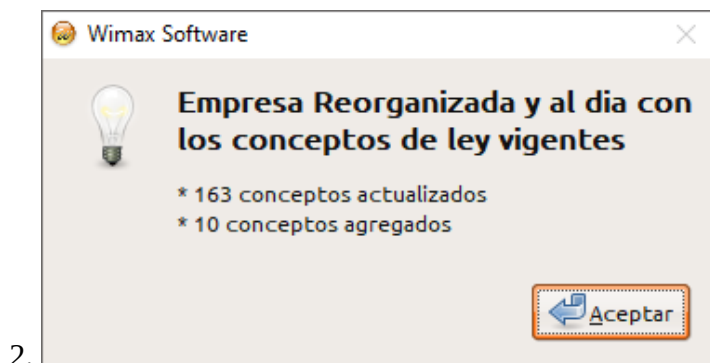 Wimax Software
Empresa Reorganizada y al dia con
los conceptos de ley vigentes
* 163 conceptos actualizados
* 10 conceptos agregados
Aceptar
2.